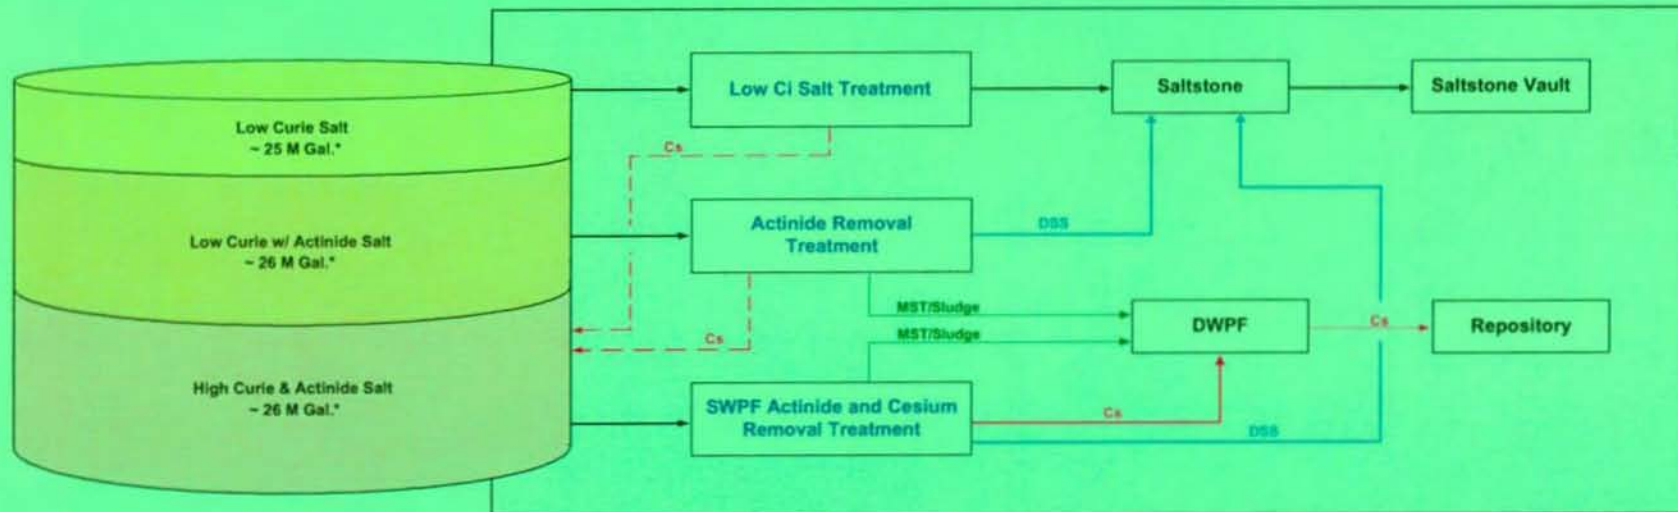 Low Curie Salt
~ 25 M Gal.*
Low Curie w/ Actinide Salt
~ 26 M Gal.*
High Curie & Actinide Salt
~ 26 M Gal.*
Low Ci Salt Treatment
Saltstone
Saltstone Vault
Cs
Actinide Removal
Treatment
DSS
MST/Sludge
MST/Sludge
Cs
DWPF
Cs
Repository
SWPF Actinide and Cesium
Removal Treatment
Cs
DSS